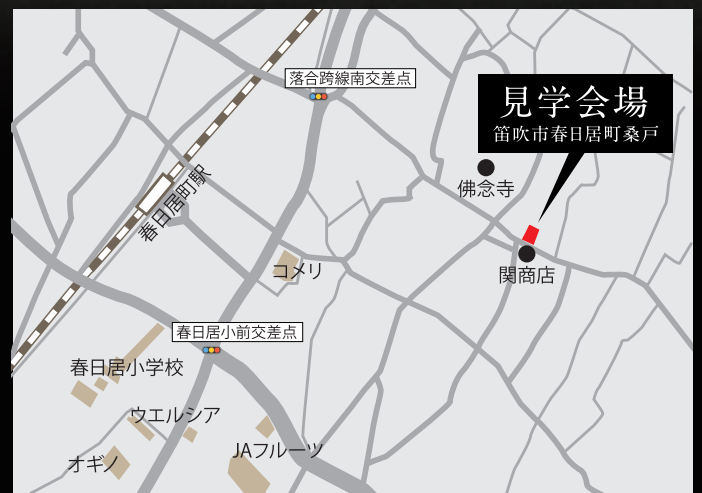 落合跨線南交差点
見学会場
笛吹市春日居町桑戸
佛念寺
春日居町駅
コメリ
関商店
春日居小前交差点
春日居小学校
ウエルシア
オギノ
JAフルーツ